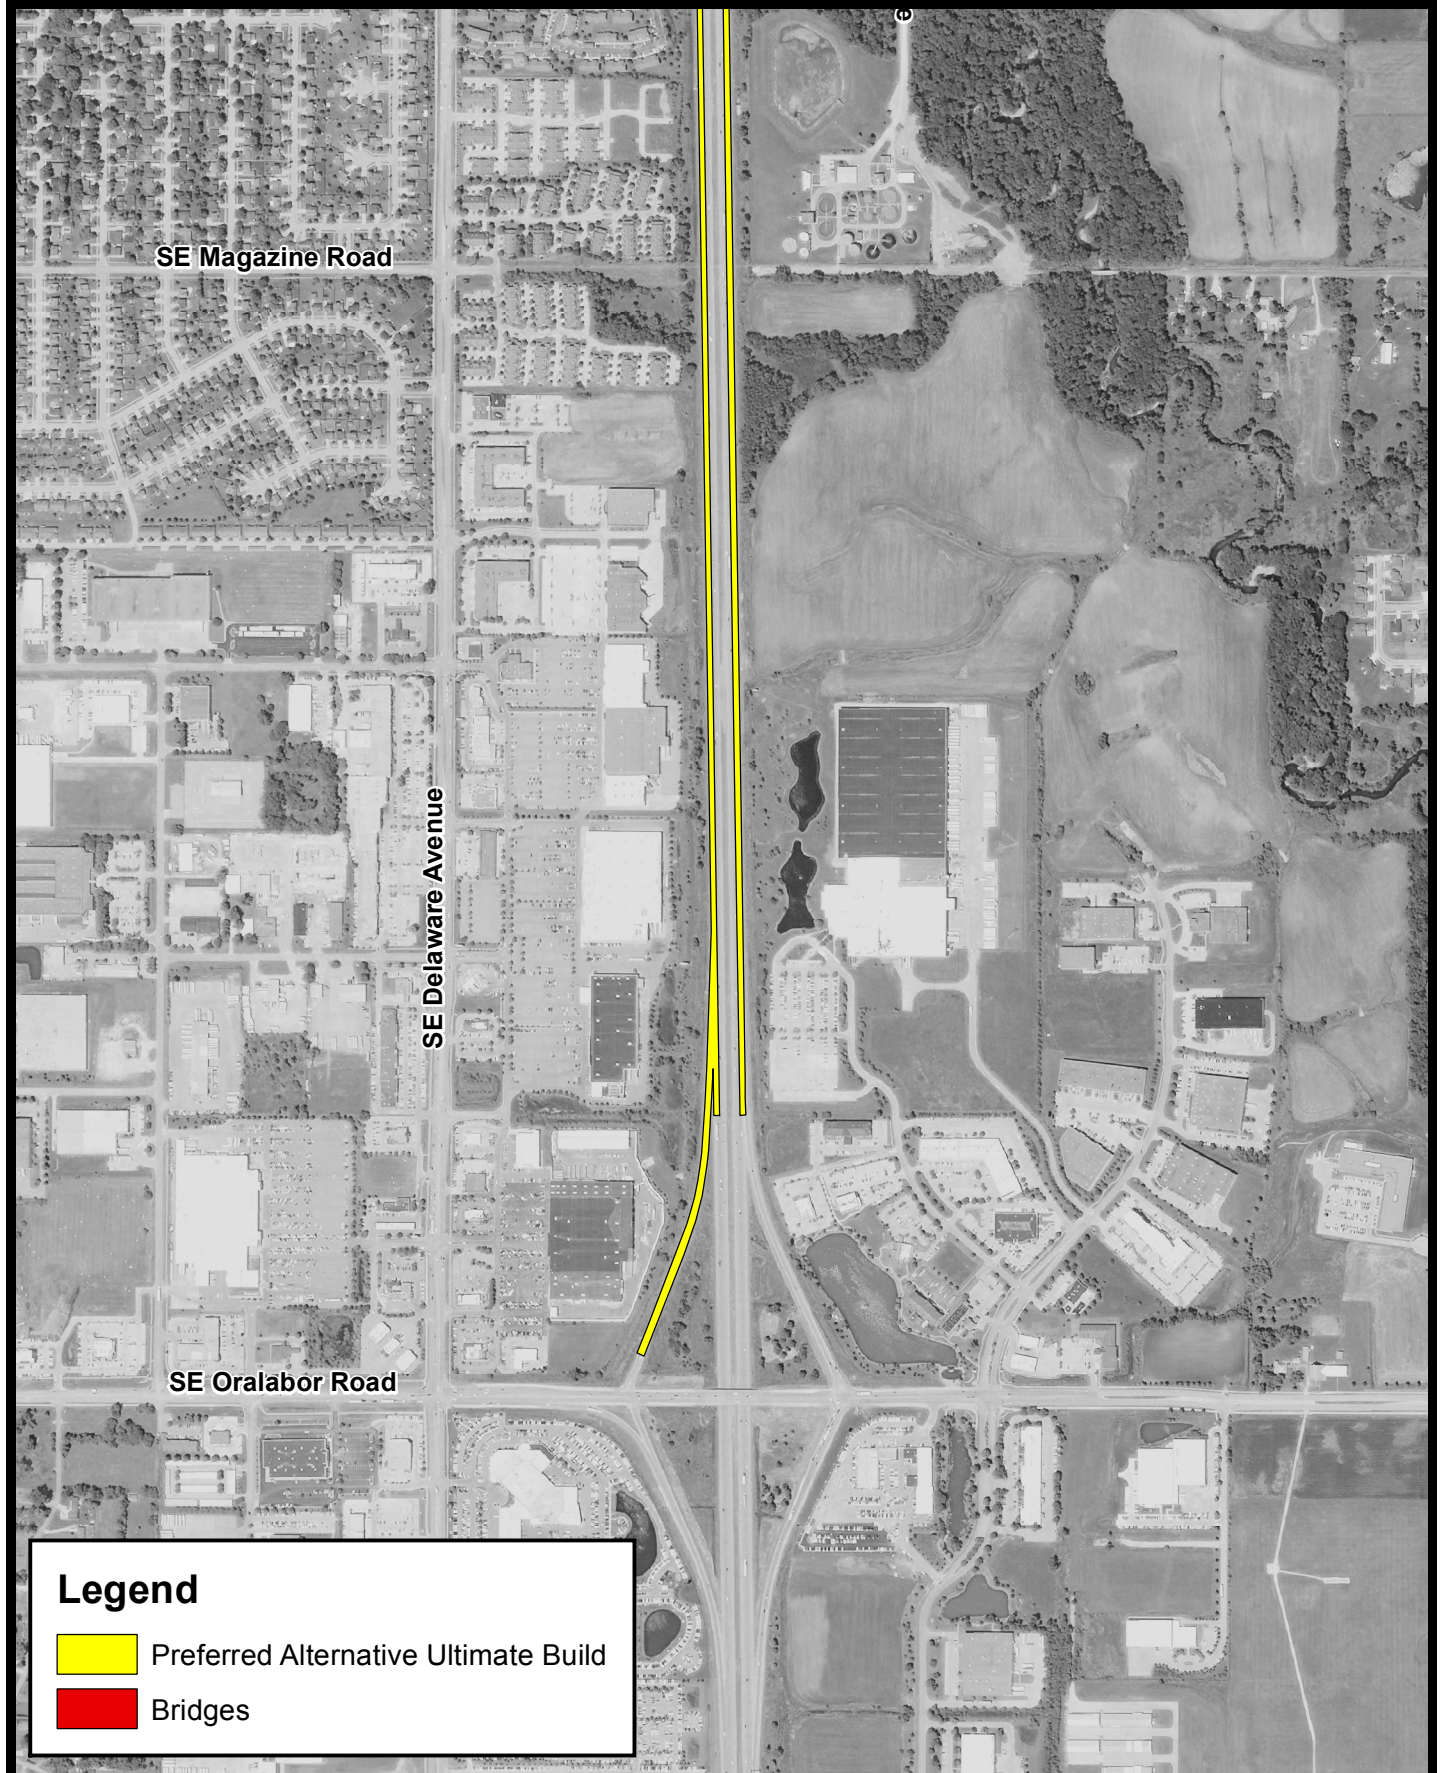 SE Magazine Road
SE Delaware Avenue
SE Oralabor Road
Legend
Preferred Alternative Ultimate Build
Bridges